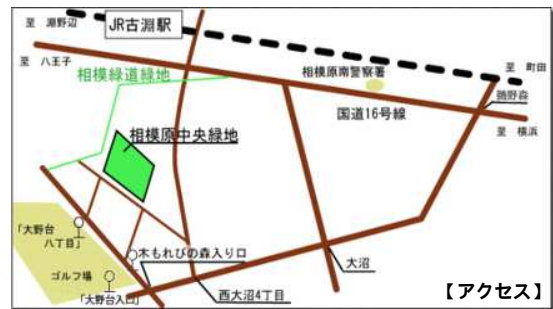 至　淵野辺
JR古淵駅
至　八王子
相模緑道緑地
相模原南警察署
至　町田
鵜野森
国道16号線
至　横浜
相模原中央緑地
「大野台
八丁目」
木もれびの森入り口
ゴルフ場
「大野台入口」
西大沼4丁目
大沼
【アクセス】